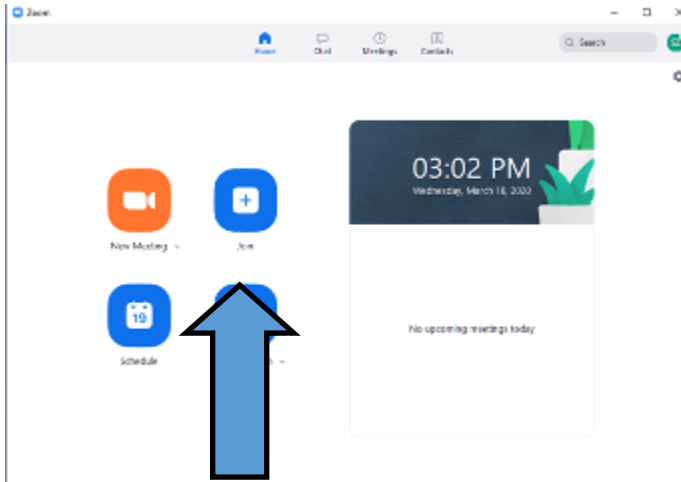 Zoom
Home Chat Meetings Contacts
Search
03:02 PM
Wednesday, March 18, 2020
New Meeting Join
19
Schedule
No upcoming meetings today